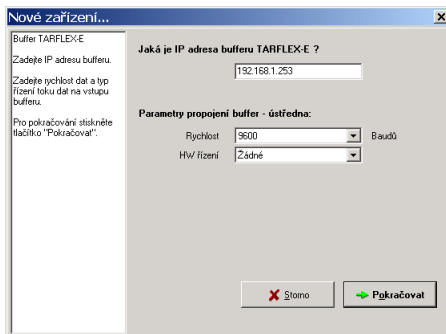 Nové zařízení...
Buffer TARFLEX-E
Zadejte IP adresu bufferu.
Zadejte rychlost dat a typ
řízení toku dat na vstupu
bufferu.
Pro pokračování stiskněte
tlačítko "Pokračovat".
Jaká je IP adresa bufferu TARFLEX-E ?
192.168.1.253
Parametry propojení buffer - ústředna:
Rychlost 9600 Baudů
HW řízení Žádné
Storno Pokračovat